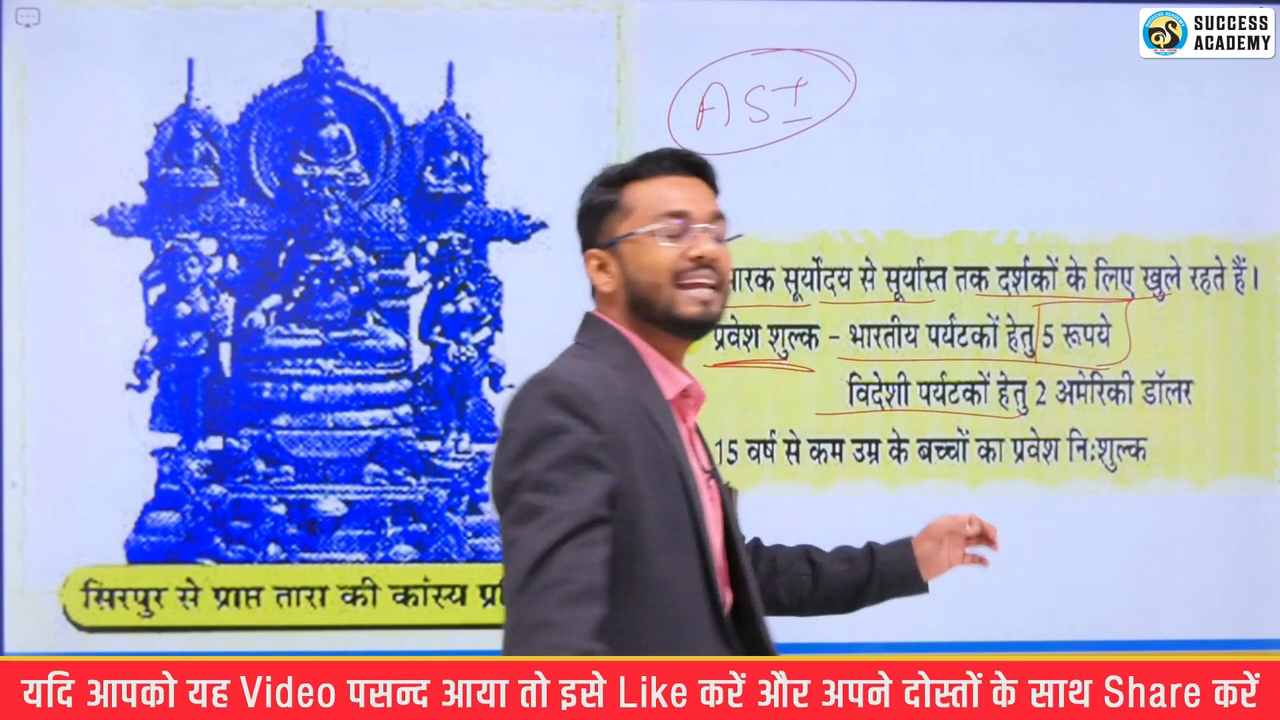 SUCCESS
ACADEMY
ASI
सूर्योदय से सूर्यास्त तक दर्शकों के लिए खुले रहते हैं।
प्रवेश शुल्क – भारतीय पर्यटकों हेतु 5 रूपये
विदेशी पर्यटकों हेतु 2 अमेरिकी डॉलर
15 वर्ष से कम उम्र के बच्चों का प्रवेश निःशुल्क
सिरपुर से प्राप्त तारा की कांस्य
यदि आपको यह Video पसन्द आया तो इसे Like करें और अपने दोस्तों के साथ Share करें